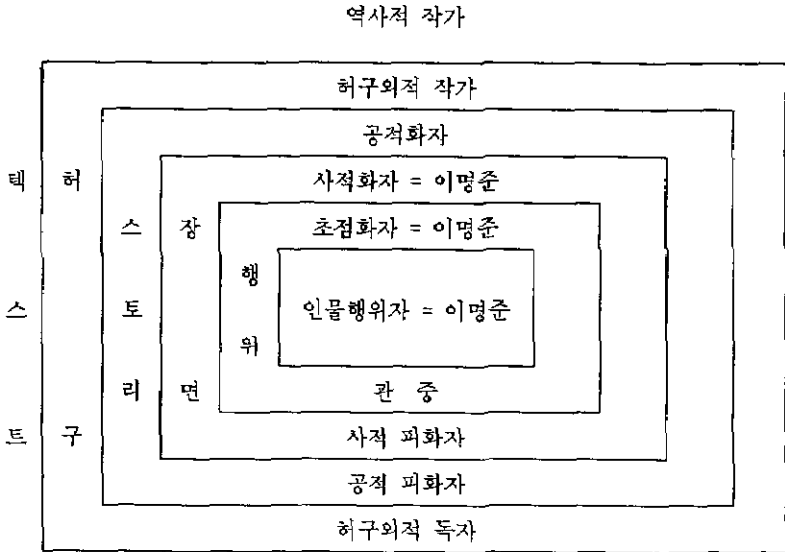 역사적 작가
허구외적 작가
공적화자
텍 허 사적화자 = 이명준
스 장 초점화자 = 이명준
행
스 토 인물행위자 = 이명준
위
리 면 관 중
트 구 사적 피화자
공적 피화자
허구외적 독자